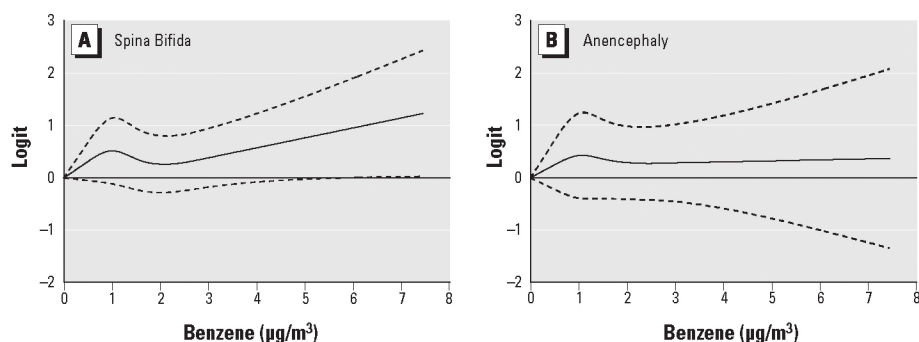 A Spina Bifida
3
2
1
0
–1
–2
Logit
0 1 2 3 4 5 6 7 8
Benzene (µg/m³)
B Anencephaly
3
2
1
0
–1
–2
Logit
0 1 2 3 4 5 6 7 8
Benzene (µg/m³)